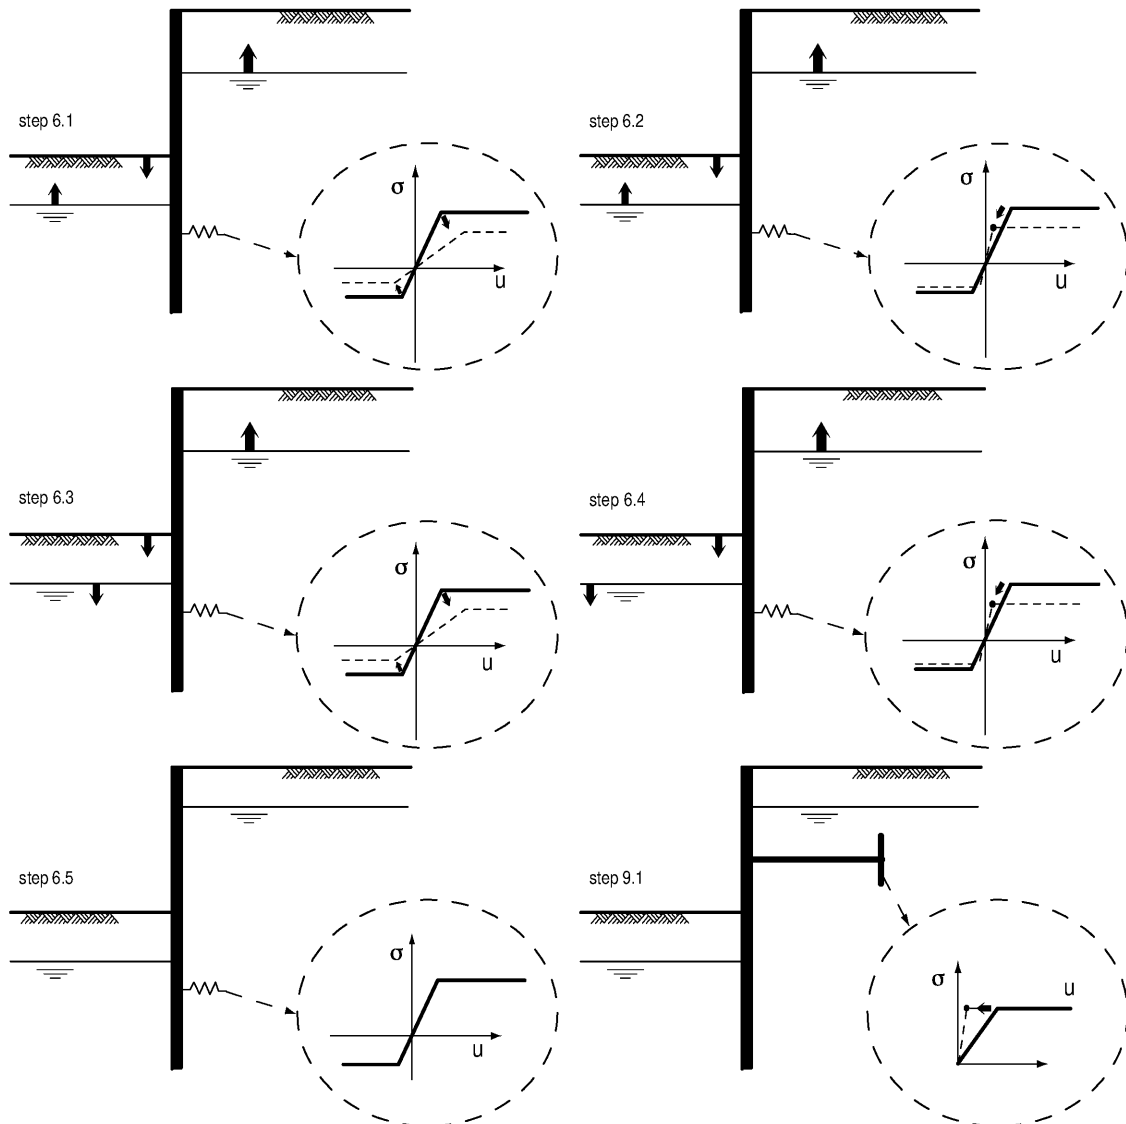 step 6.1
σ
u
step 6.2
σ
u
step 6.3
σ
u
step 6.4
σ
u
step 6.5
σ
u
step 9.1
σ
u